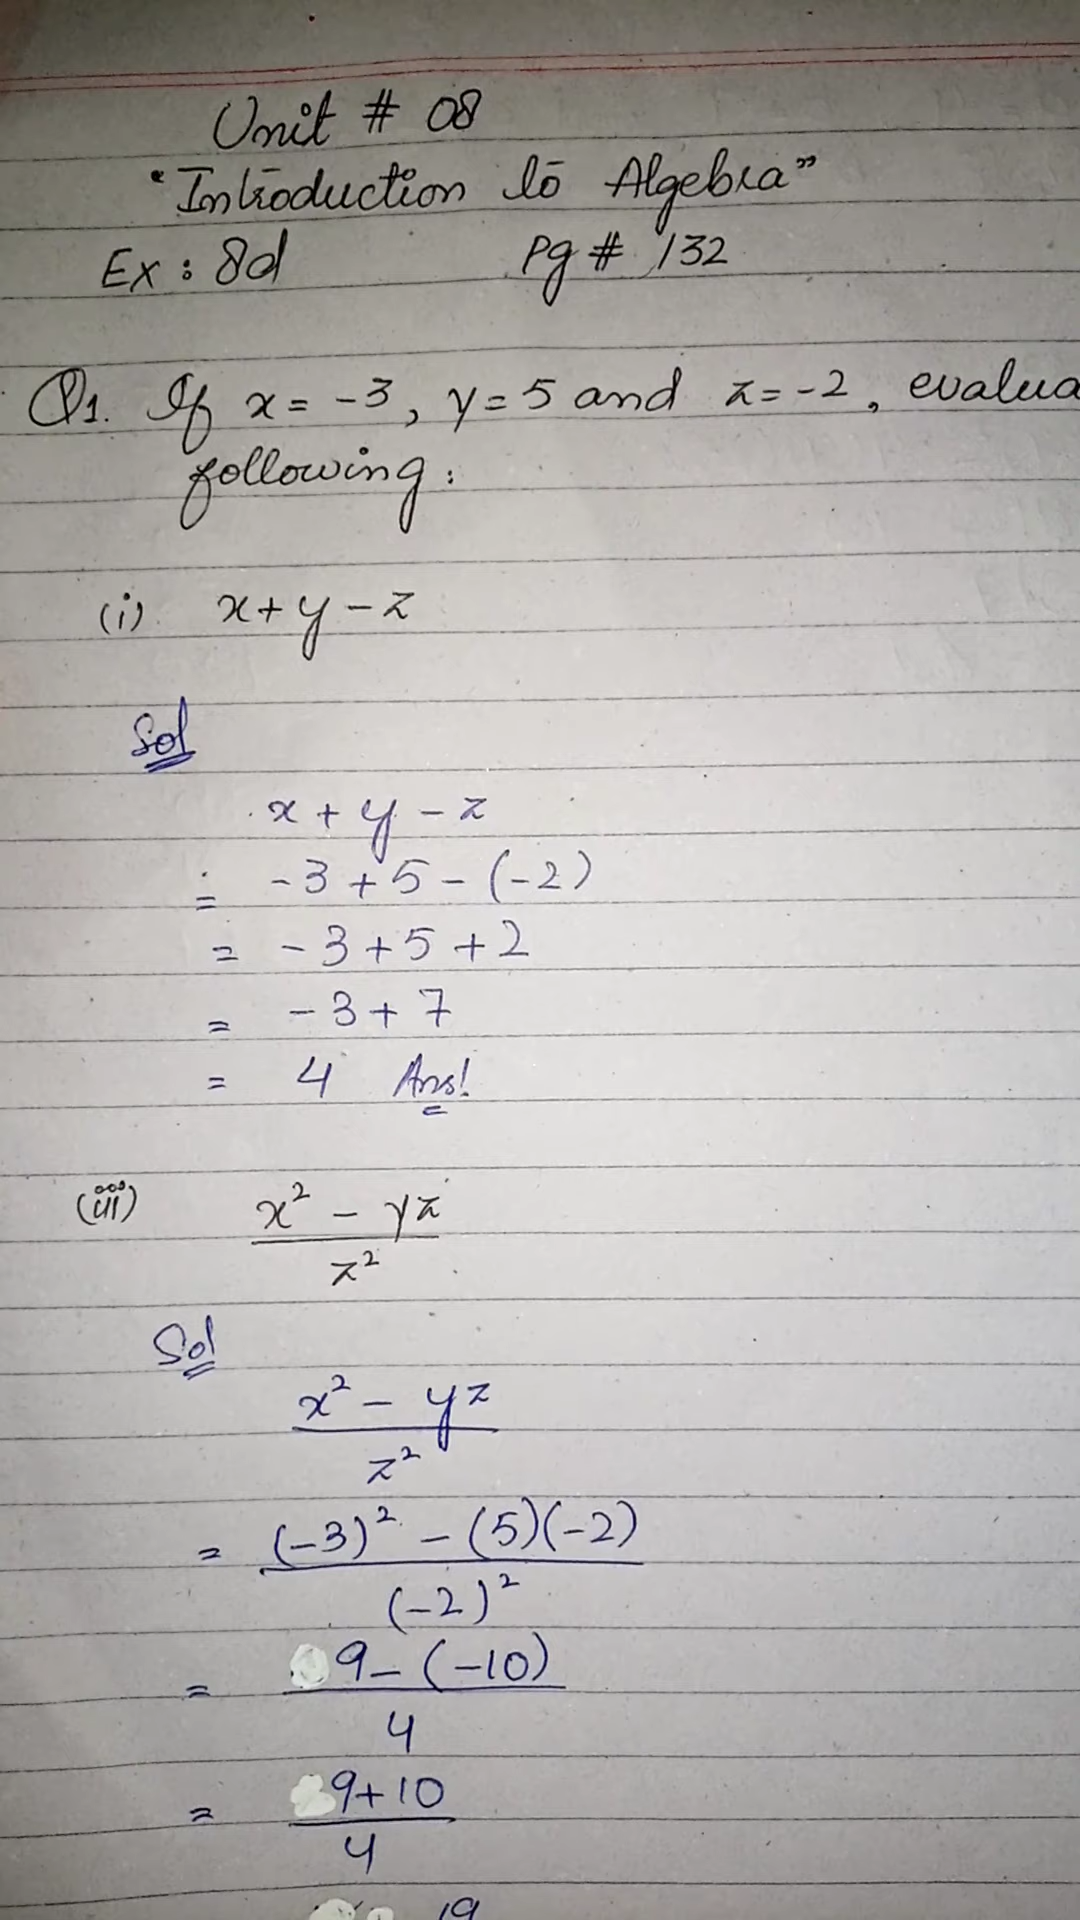 Unit # 08
"Introduction to Algebra"
Ex : 8d Pg # 132
Q1. If x = -3, y = 5 and z = -2, evalua
following :
(i) x + y - z
Sol
x + y - z
= -3 + 5 - (-2)
= -3 + 5 + 2
= -3 + 7
= 4 Ans!
(iii) x² - yz
z²
Sol
x² - yz
z²
= (-3)² - (5)(-2)
(-2)²
= 9 - (-10)
4
= 9 + 10
4
19